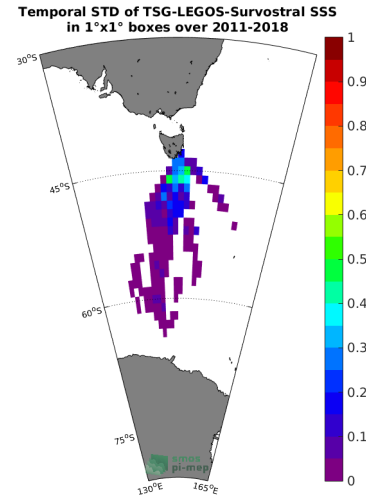 Temporal STD of TSG-LEGOS-Survostral SSS
in 1°x1° boxes over 2011-2018
30°S
45°S
60°S
75°S
130°E
165°E
1
0.9
0.8
0.7
0.6
0.5
0.4
0.3
0.2
0.1
0
smos
pi-mep